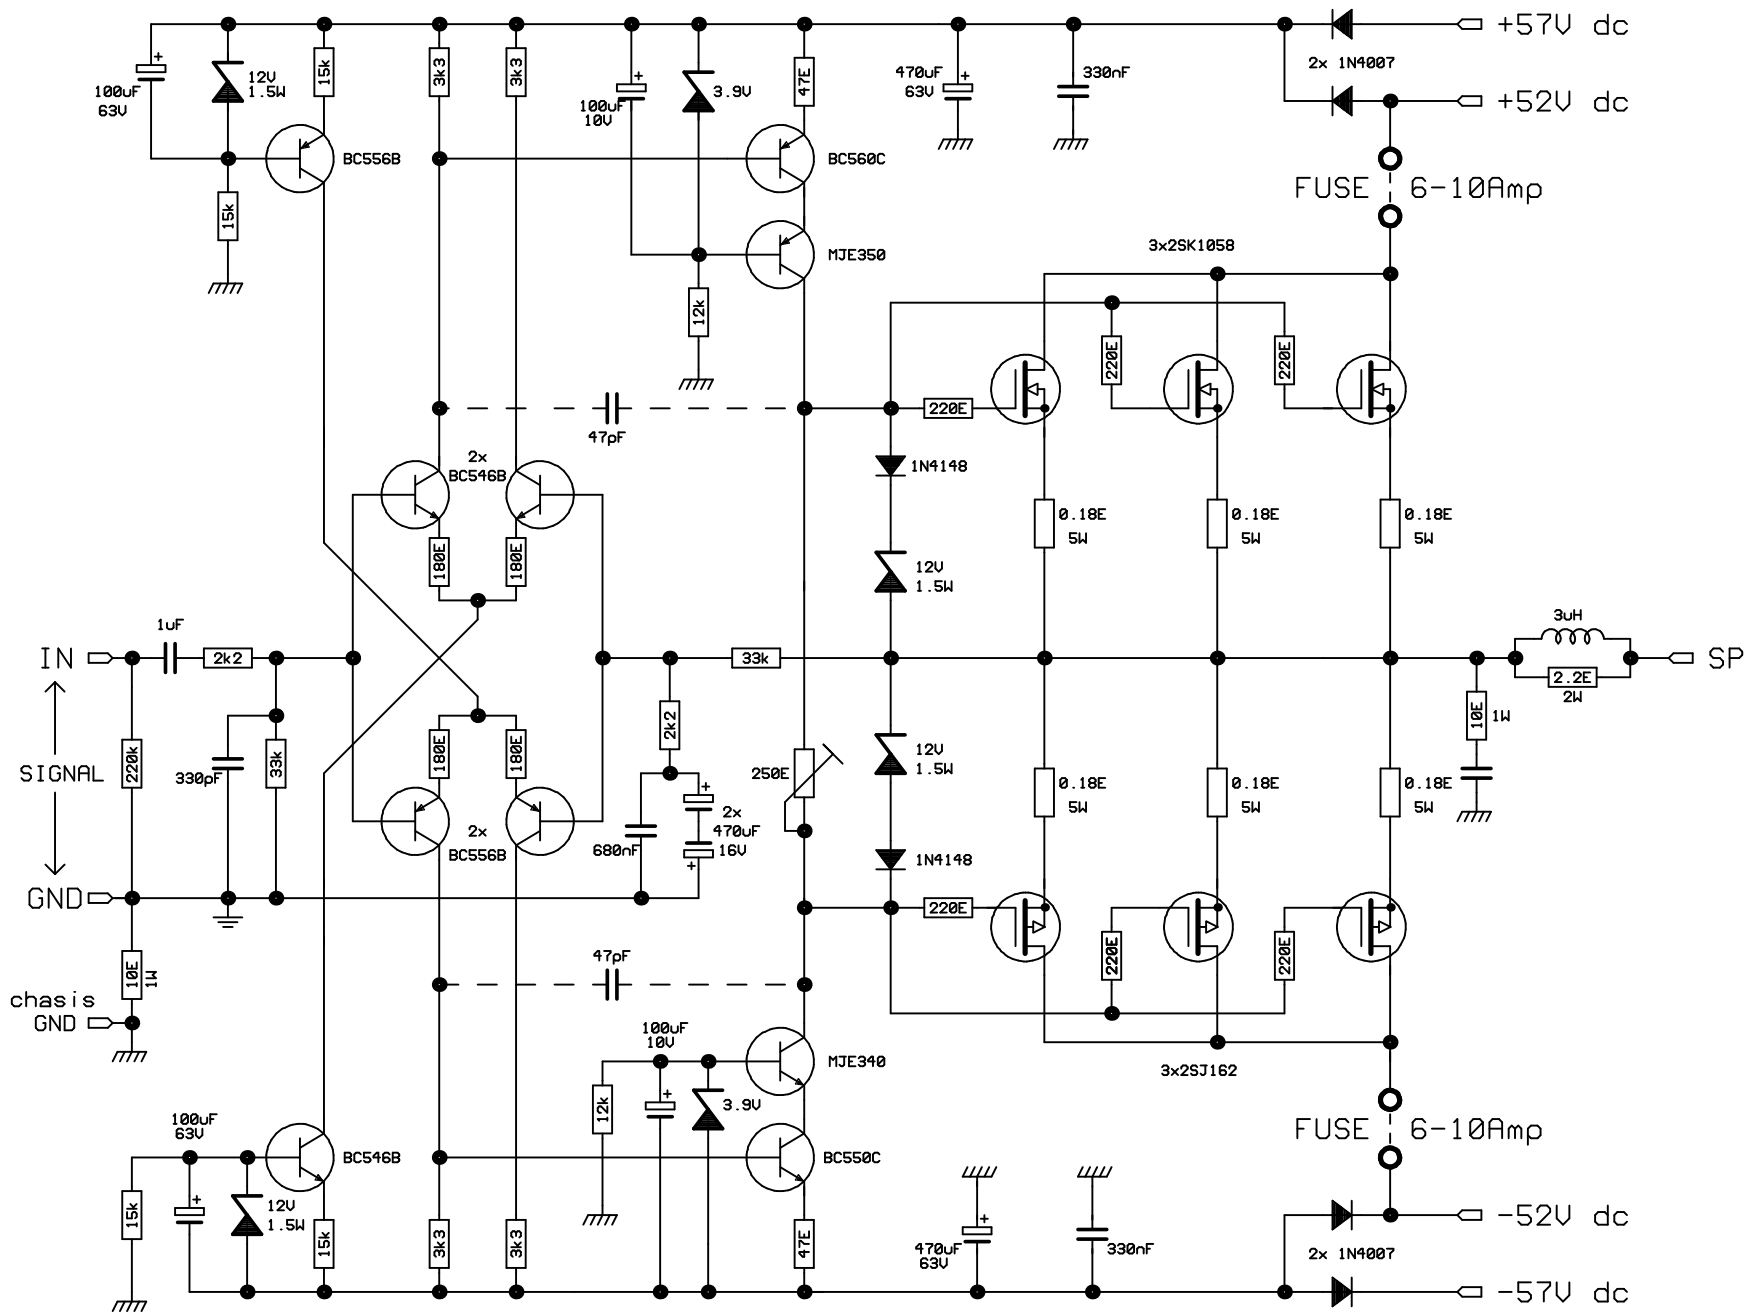 +57V dc
2x 1N4007
+52V dc
FUSE 6-10Amp
100uF
63V
+
12V
1.5W
15k
3k3
3k3
100uF
10V
+
3.9V
47E
470uF
63V
+
330nF
BC556B
BC560C
15k
MJE350
12k
3x2SK1058
220E
220E
220E
47pF
2x
BC546B
1N4148
180E
180E
12V
1.5W
0.18E
5W
0.18E
5W
0.18E
5W
IN
1uF
2k2
33k
3uH
2.2E
2W
SP
SIGNAL
220k
330pF
33k
180E
180E
2k2
250E
12V
1.5W
0.18E
5W
0.18E
5W
0.18E
5W
10E
1W
2x
BC556B
680nF
+
2x
470uF
16V
+
1N4148
GND
220E
220E
220E
10E
1W
47pF
chasis
GND
100uF
10V
+
12k
3.9V
MJE340
3x2SJ162
100uF
63V
+
15k
12V
1.5W
BC546B
15k
3k3
3k3
BC550C
47E
470uF
63V
+
330nF
FUSE 6-10Amp
-52V dc
2x 1N4007
-57V dc